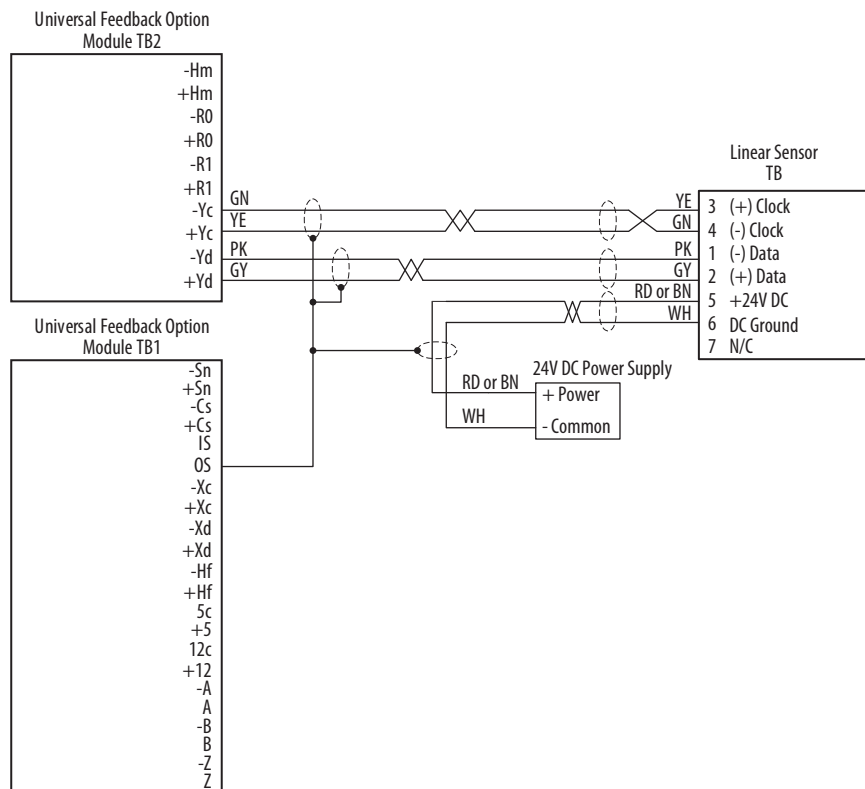 Universal Feedback Option
Module TB2
-Hm
+Hm
-R0
+R0
-R1
+R1
-Yc
+Yc
-Yd
+Yd
GN
YE
PK
GY
Linear Sensor
TB
YE
GN
PK
GY
RD or BN
WH
3 (+) Clock
4 (-) Clock
1 (-) Data
2 (+) Data
5 +24V DC
6 DC Ground
7 N/C
24V DC Power Supply
RD or BN
+ Power
WH
- Common
Universal Feedback Option
Module TB1
-Sn
+Sn
-Cs
+Cs
IS
OS
-Xc
+Xc
-Xd
+Xd
-Hf
+Hf
5c
+5
12c
+12
-A
A
-B
B
-Z
Z